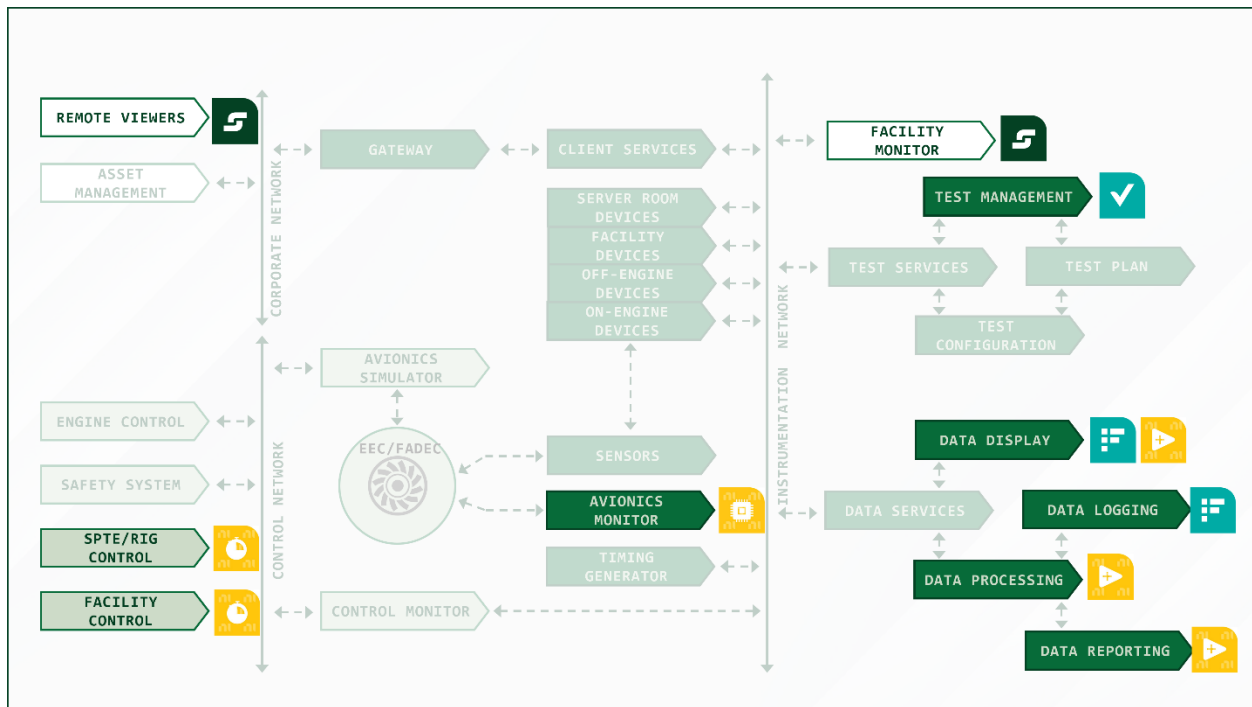 REMOTE VIEWERS
ASSET
MANAGEMENT
CORPORATE NETWORK
GATEWAY
CLIENT SERVICES
SERVER ROOM
DEVICES
FACILITY
DEVICES
OFF-ENGINE
DEVICES
ON-ENGINE
DEVICES
INSTRUMENTATION NETWORK
FACILITY
MONITOR
TEST MANAGEMENT
TEST SERVICES
TEST PLAN
TEST
CONFIGURATION
AVIONICS
SIMULATOR
ENGINE CONTROL
SAFETY SYSTEM
SPTE/RIG
CONTROL
FACILITY
CONTROL
CONTROL NETWORK
EEC/FADEC
SENSORS
AVIONICS
MONITOR
TIMING
GENERATOR
CONTROL MONITOR
DATA DISPLAY
DATA SERVICES
DATA LOGGING
DATA PROCESSING
DATA REPORTING